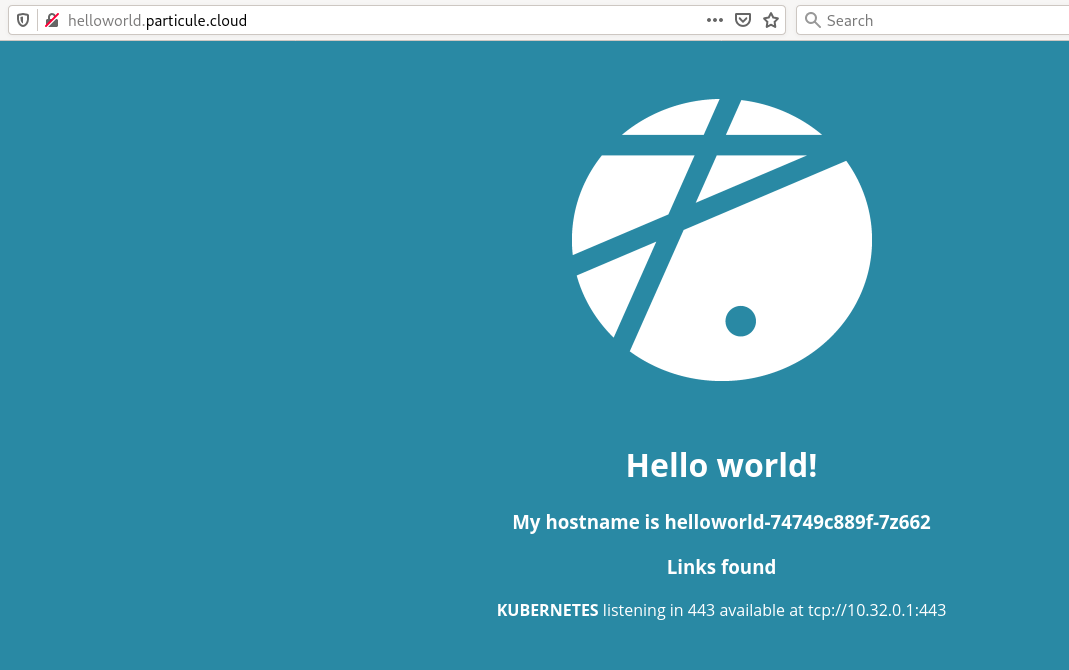 helloworld.particule.cloud
Search
Hello world!
My hostname is helloworld-74749c889f-7z662
Links found
KUBERNETES listening in 443 available at tcp://10.32.0.1:443